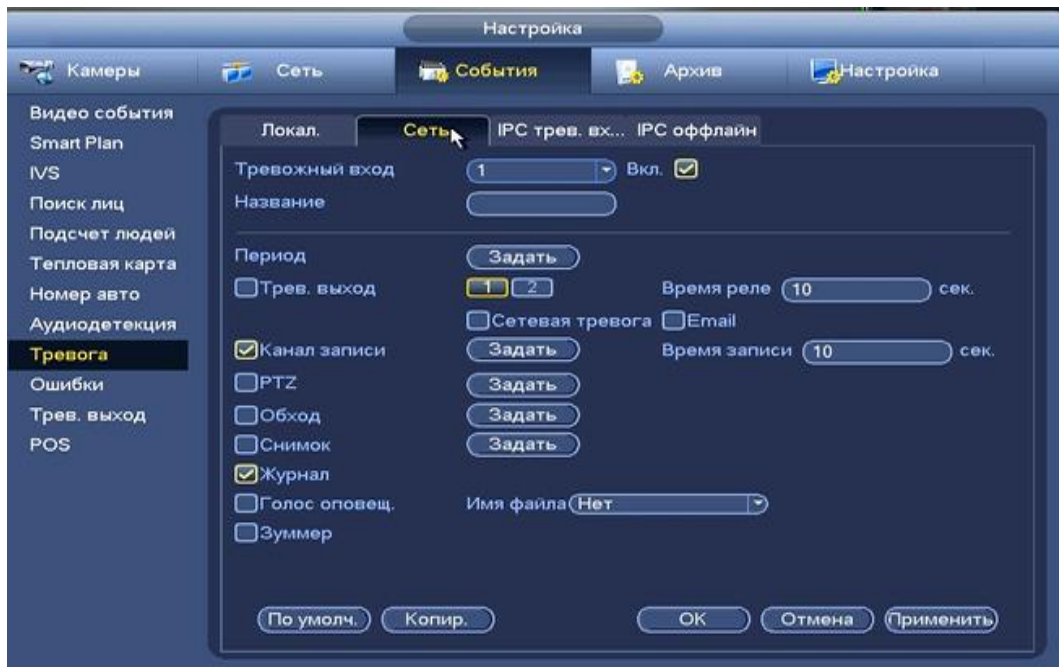 Настройка
Камеры Сеть События Архив Настройка
Видео события
Smart Plan
IVS
Поиск лиц
Подсчет людей
Тепловая карта
Номер авто
Аудиодетекция
Тревога
Ошибки
Трев. выход
POS
Локал. Сеть IPC трев. вх... IPC оффлайн
Тревожный вход 1 Вкл.
Название
Период Задать
Трев. выход 1 2 Время реле 10 сек.
Сетевая тревога Email
Канал записи Задать Время записи 10 сек.
PTZ Задать
Обход Задать
Снимок Задать
Журнал
Голос оповещ. Имя файла Нет
Зуммер
По умолч. Копир. OK Отмена Применить